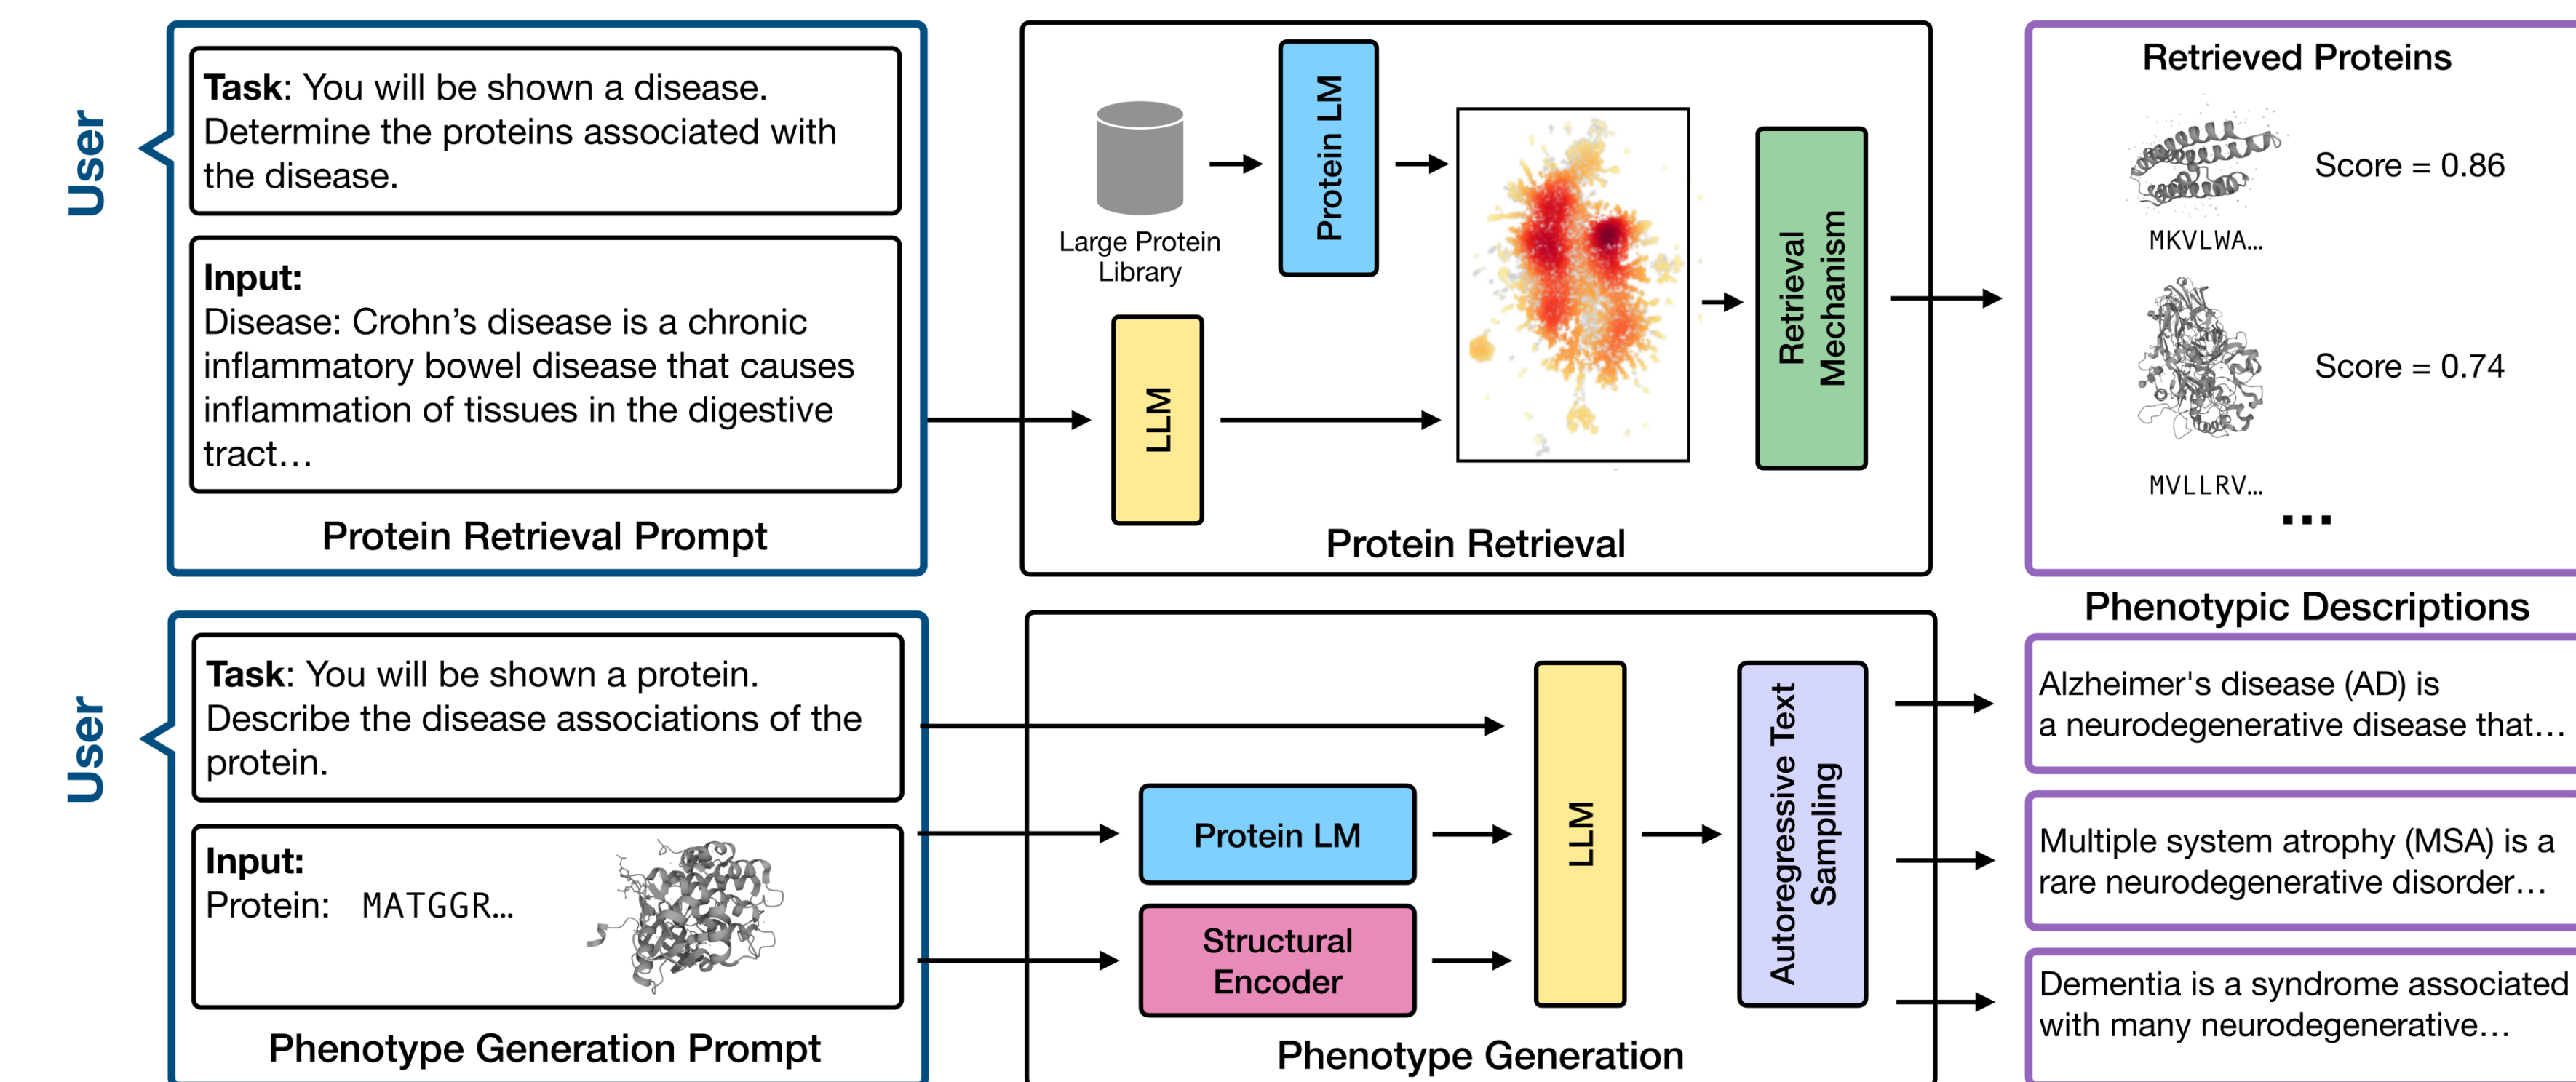 User
Task: You will be shown a disease.
Determine the proteins associated with
the disease.
Input:
Disease: Crohn’s disease is a chronic
inflammatory bowel disease that causes
inflammation of tissues in the digestive
tract…
Protein Retrieval Prompt
Large Protein
Library
Protein LM
LLM
Retrieval
Mechanism
Protein Retrieval
Retrieved Proteins
Score = 0.86
MKVLWA…
Score = 0.74
MVLLRV…
...
User
Task: You will be shown a protein.
Describe the disease associations of the
protein.
Input:
Protein: MATGGR…
Phenotype Generation Prompt
Protein LM
Structural
Encoder
LLM
Autoregressive Text
Sampling
Phenotype Generation
Phenotypic Descriptions
Alzheimer's disease (AD) is
a neurodegenerative disease that…
Multiple system atrophy (MSA) is a
rare neurodegenerative disorder…
Dementia is a syndrome associated
with many neurodegenerative…